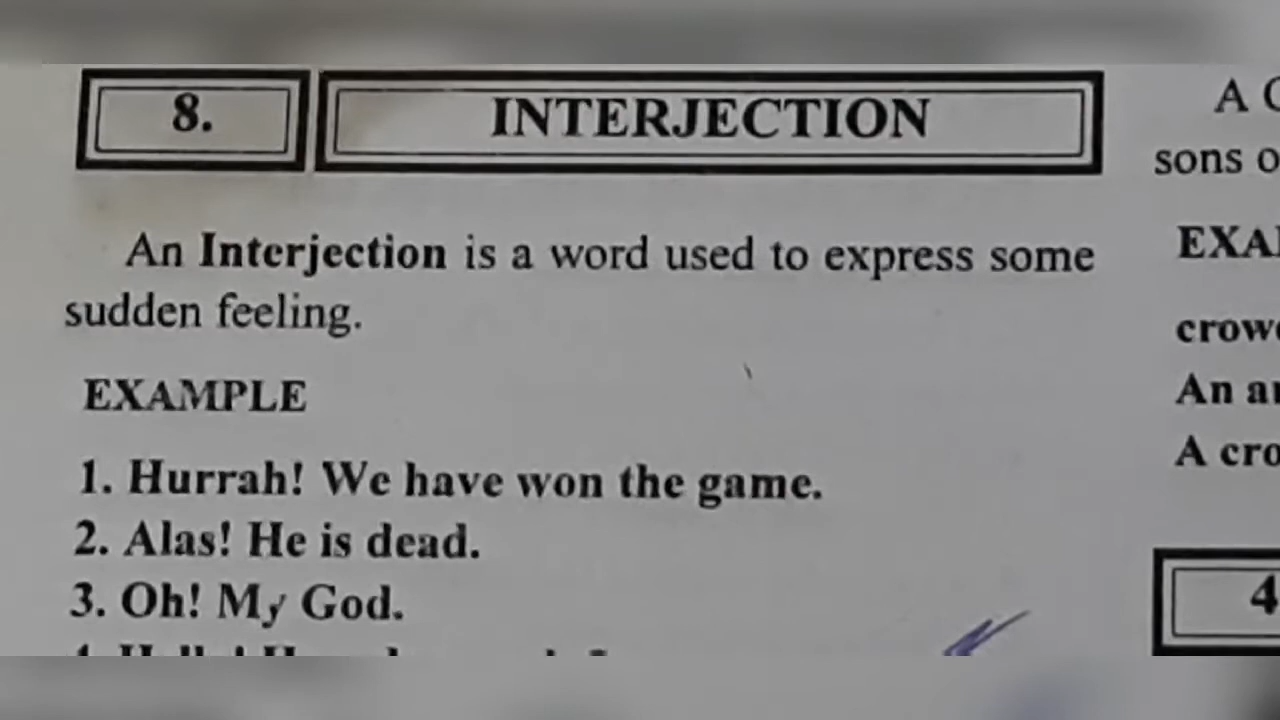 8.
INTERJECTION
An Interjection is a word used to express some
sudden feeling.
EXAMPLE
1. Hurrah! We have won the game.
2. Alas! He is dead.
3. Oh! My God.
A
sons
An
A
4